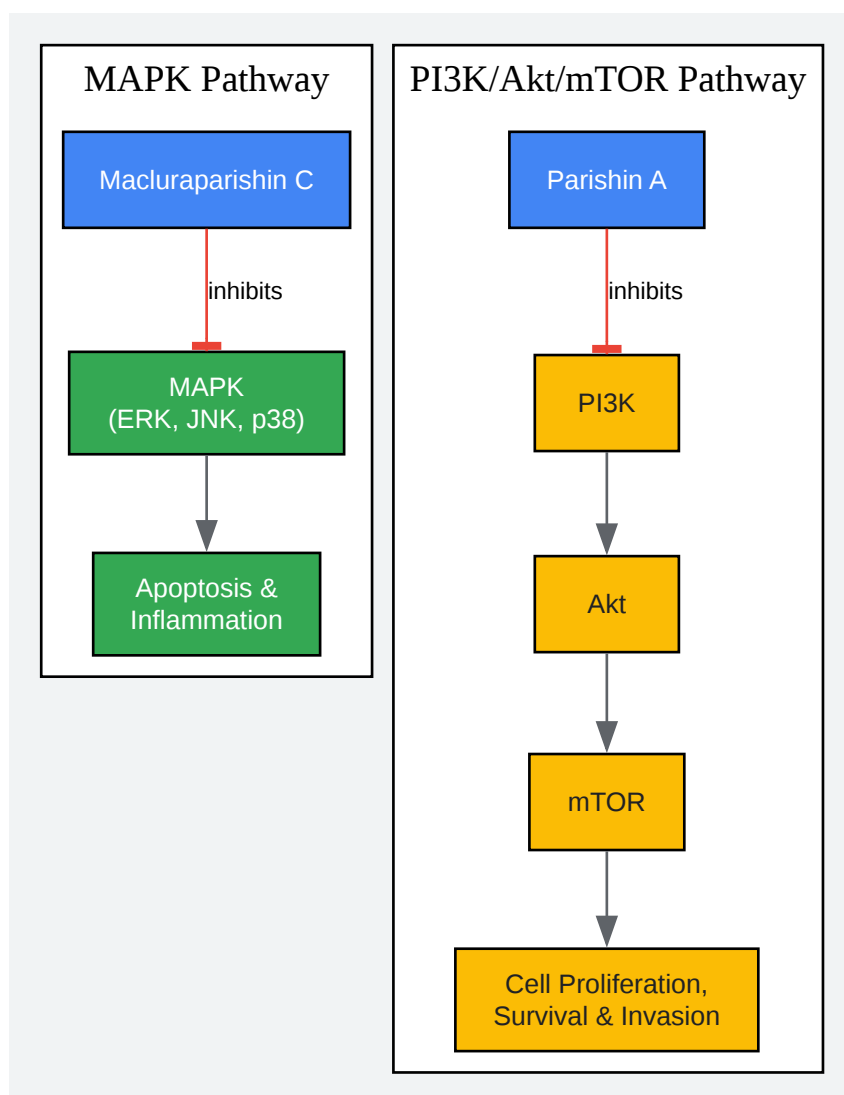 MAPK Pathway
Macluraparishin C
inhibits
MAPK
(ERK, JNK, p38)
Apoptosis &
Inflammation
PI3K/Akt/mTOR Pathway
Parishin A
inhibits
PI3K
Akt
mTOR
Cell Proliferation,
Survival & Invasion